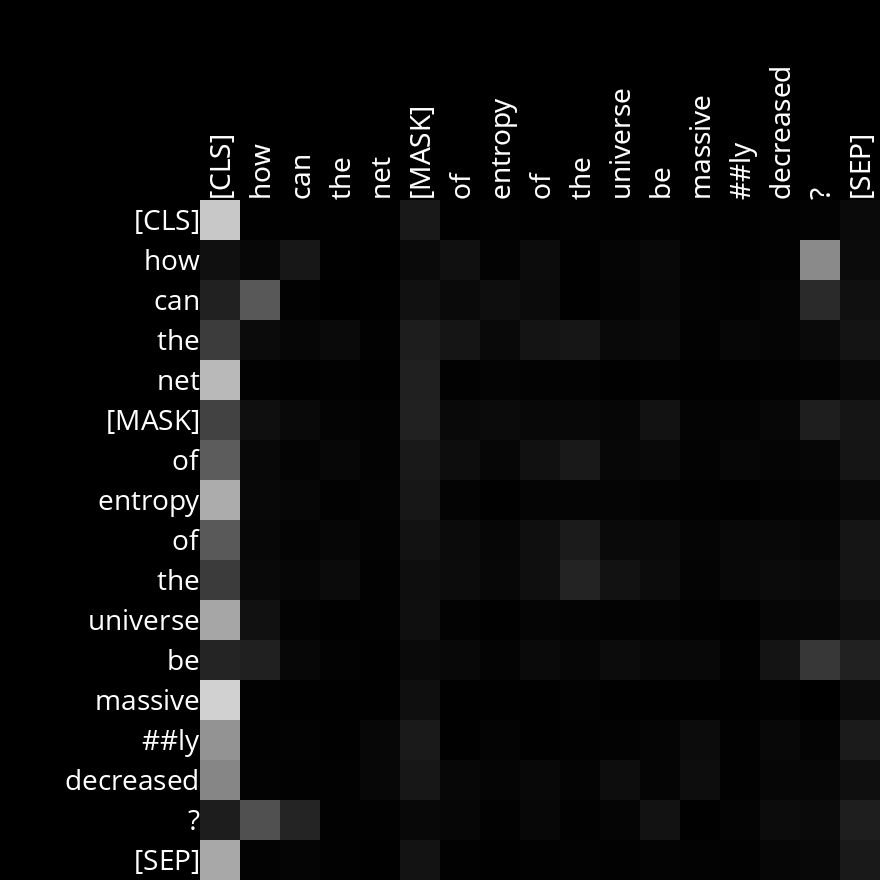 [CLS] how can the net [MASK] of entropy of the universe be massive ##ly decreased ? [SEP]
[CLS]
how
can
the
net
[MASK]
of
entropy
of
the
universe
be
massive
##ly
decreased
?
[SEP]